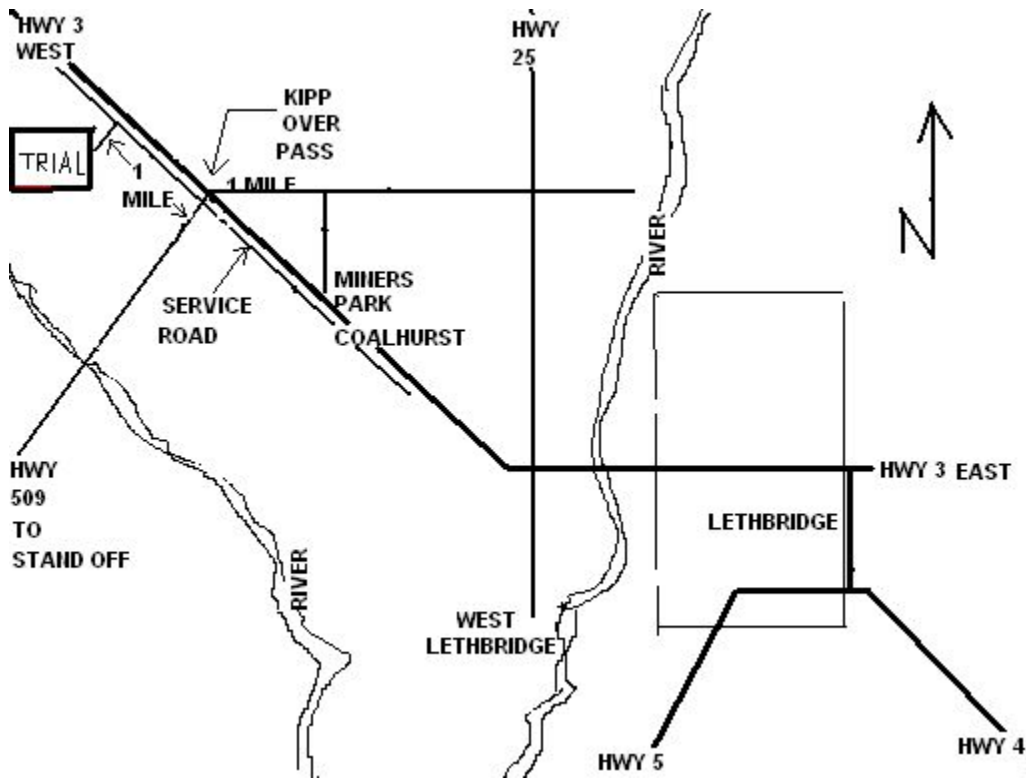 HWY 3
WEST
HWY
25
KIPP
OVER
PASS
TRIAL
1
MILE
1 MILE
RIVER
N
MINERS
PARK
SERVICE
ROAD
COALHURST
HWY
509
TO
STAND OFF
HWY 3 EAST
LETHBRIDGE
RIVER
WEST
LETHBRIDGE
HWY 5
HWY 4